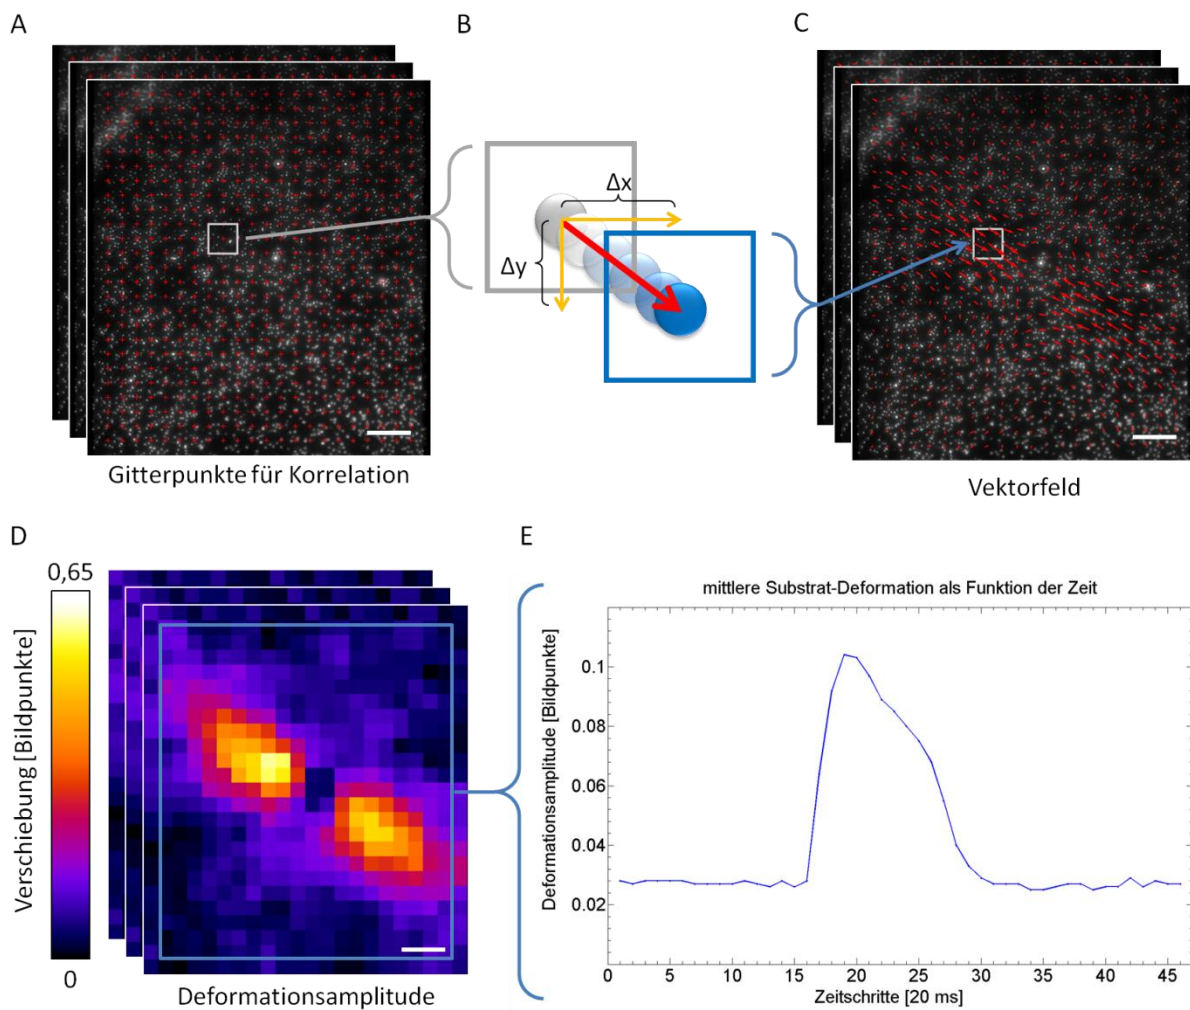 A
B
C
Δx
Δy
Gitterpunkte für Korrelation
Vektorfeld
D
E
0,65
Verschiebung [Bildpunkte]
0
Deformationsamplitude
mittlere Substrat-Deformation als Funktion der Zeit
Deformationsamplitude [Bildpunkte]
0.1
0.08
0.06
0.04
0.02
0 5 10 15 20 25 30 35 40 45
Zeitschritte [20 ms]